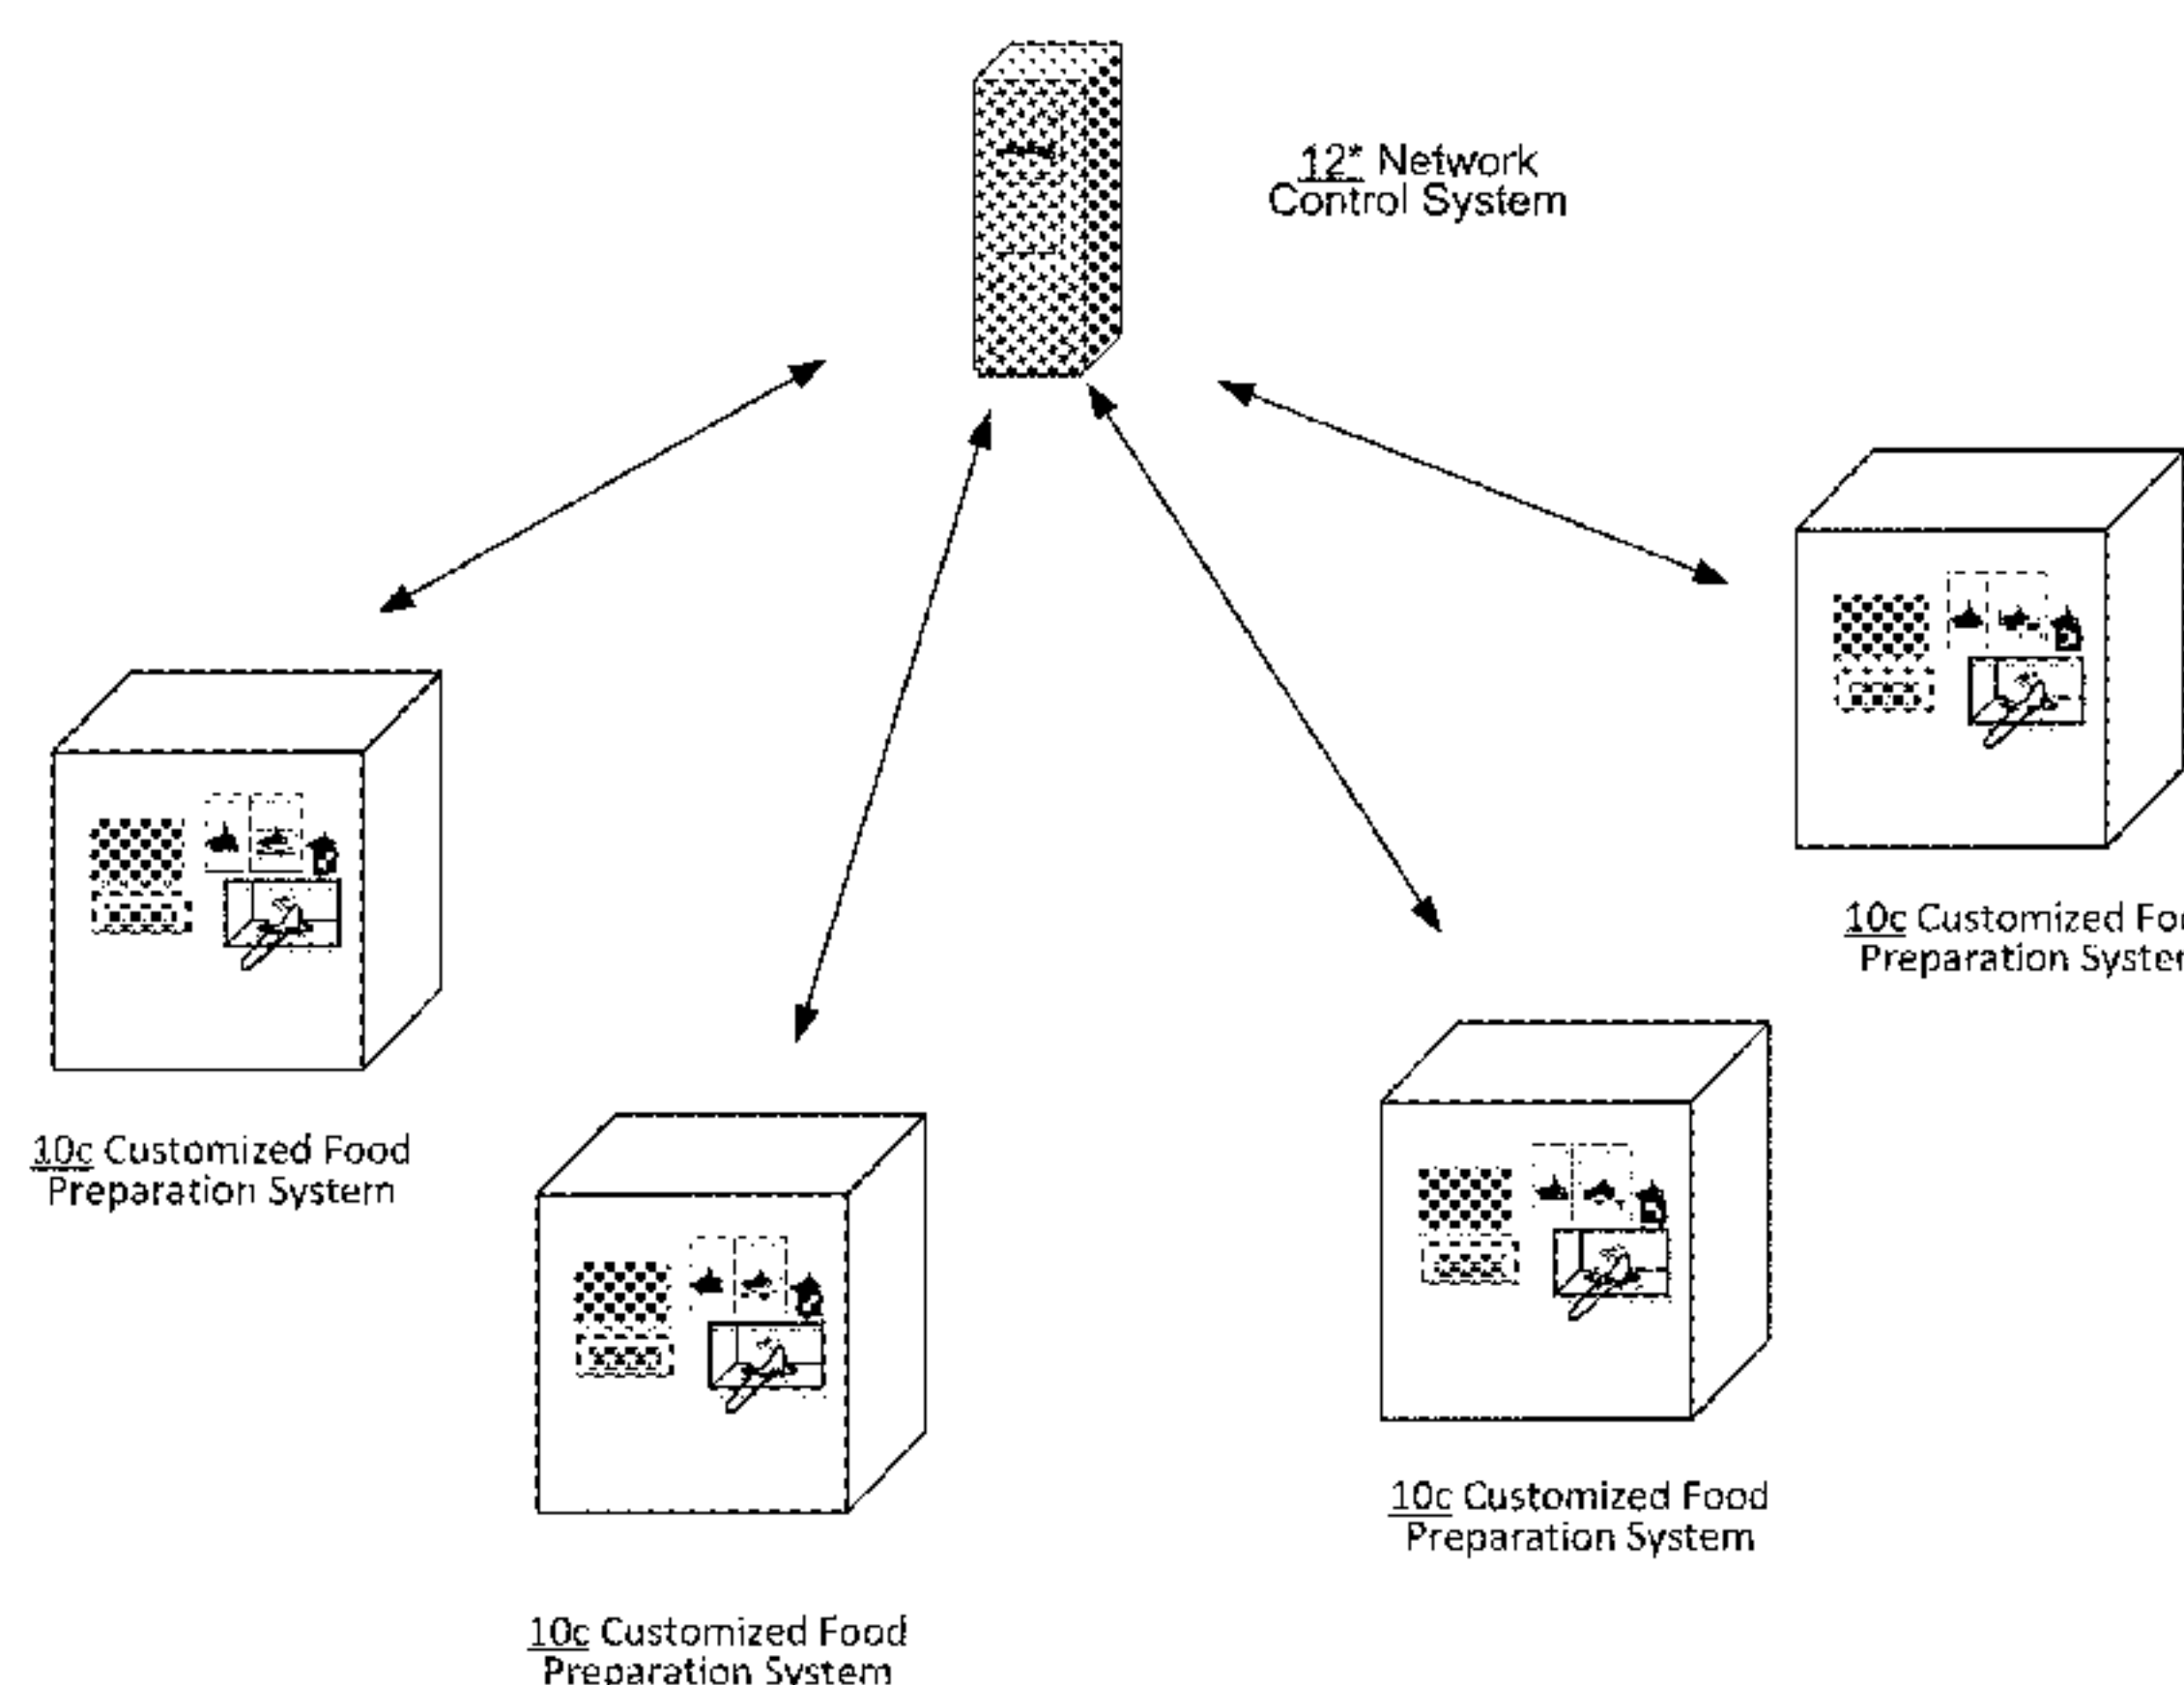 12* Network
Control System
10c Customized Foo
Preparation System
10c Customized Food
Preparation System
10c Customized Food
Preparation System
10c Customized Food
Preparation System